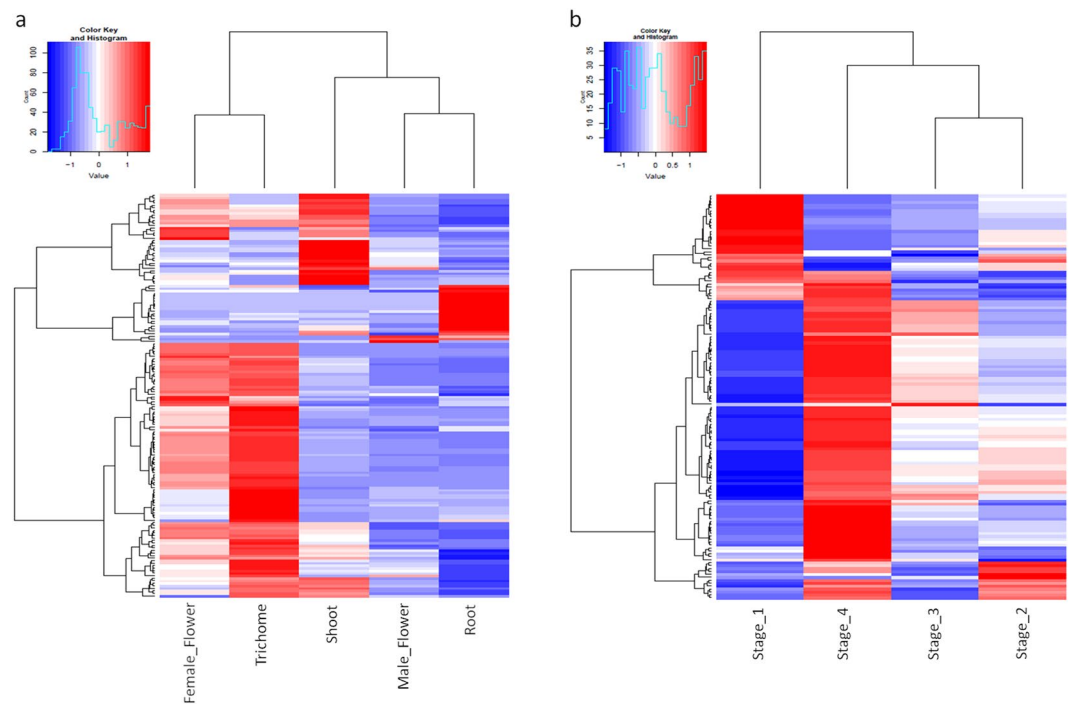 a
Color Key
and Histogram
Count
0 20 40 60 80 100
-1 0 1
Value
Female_Flower
Trichome
Shoot
Male_Flower
Root
b
Color Key
and Histogram
Count
5 10 15 20 25 30 35
-1 0 0.5 1
Value
Stage_1
Stage_4
Stage_3
Stage_2